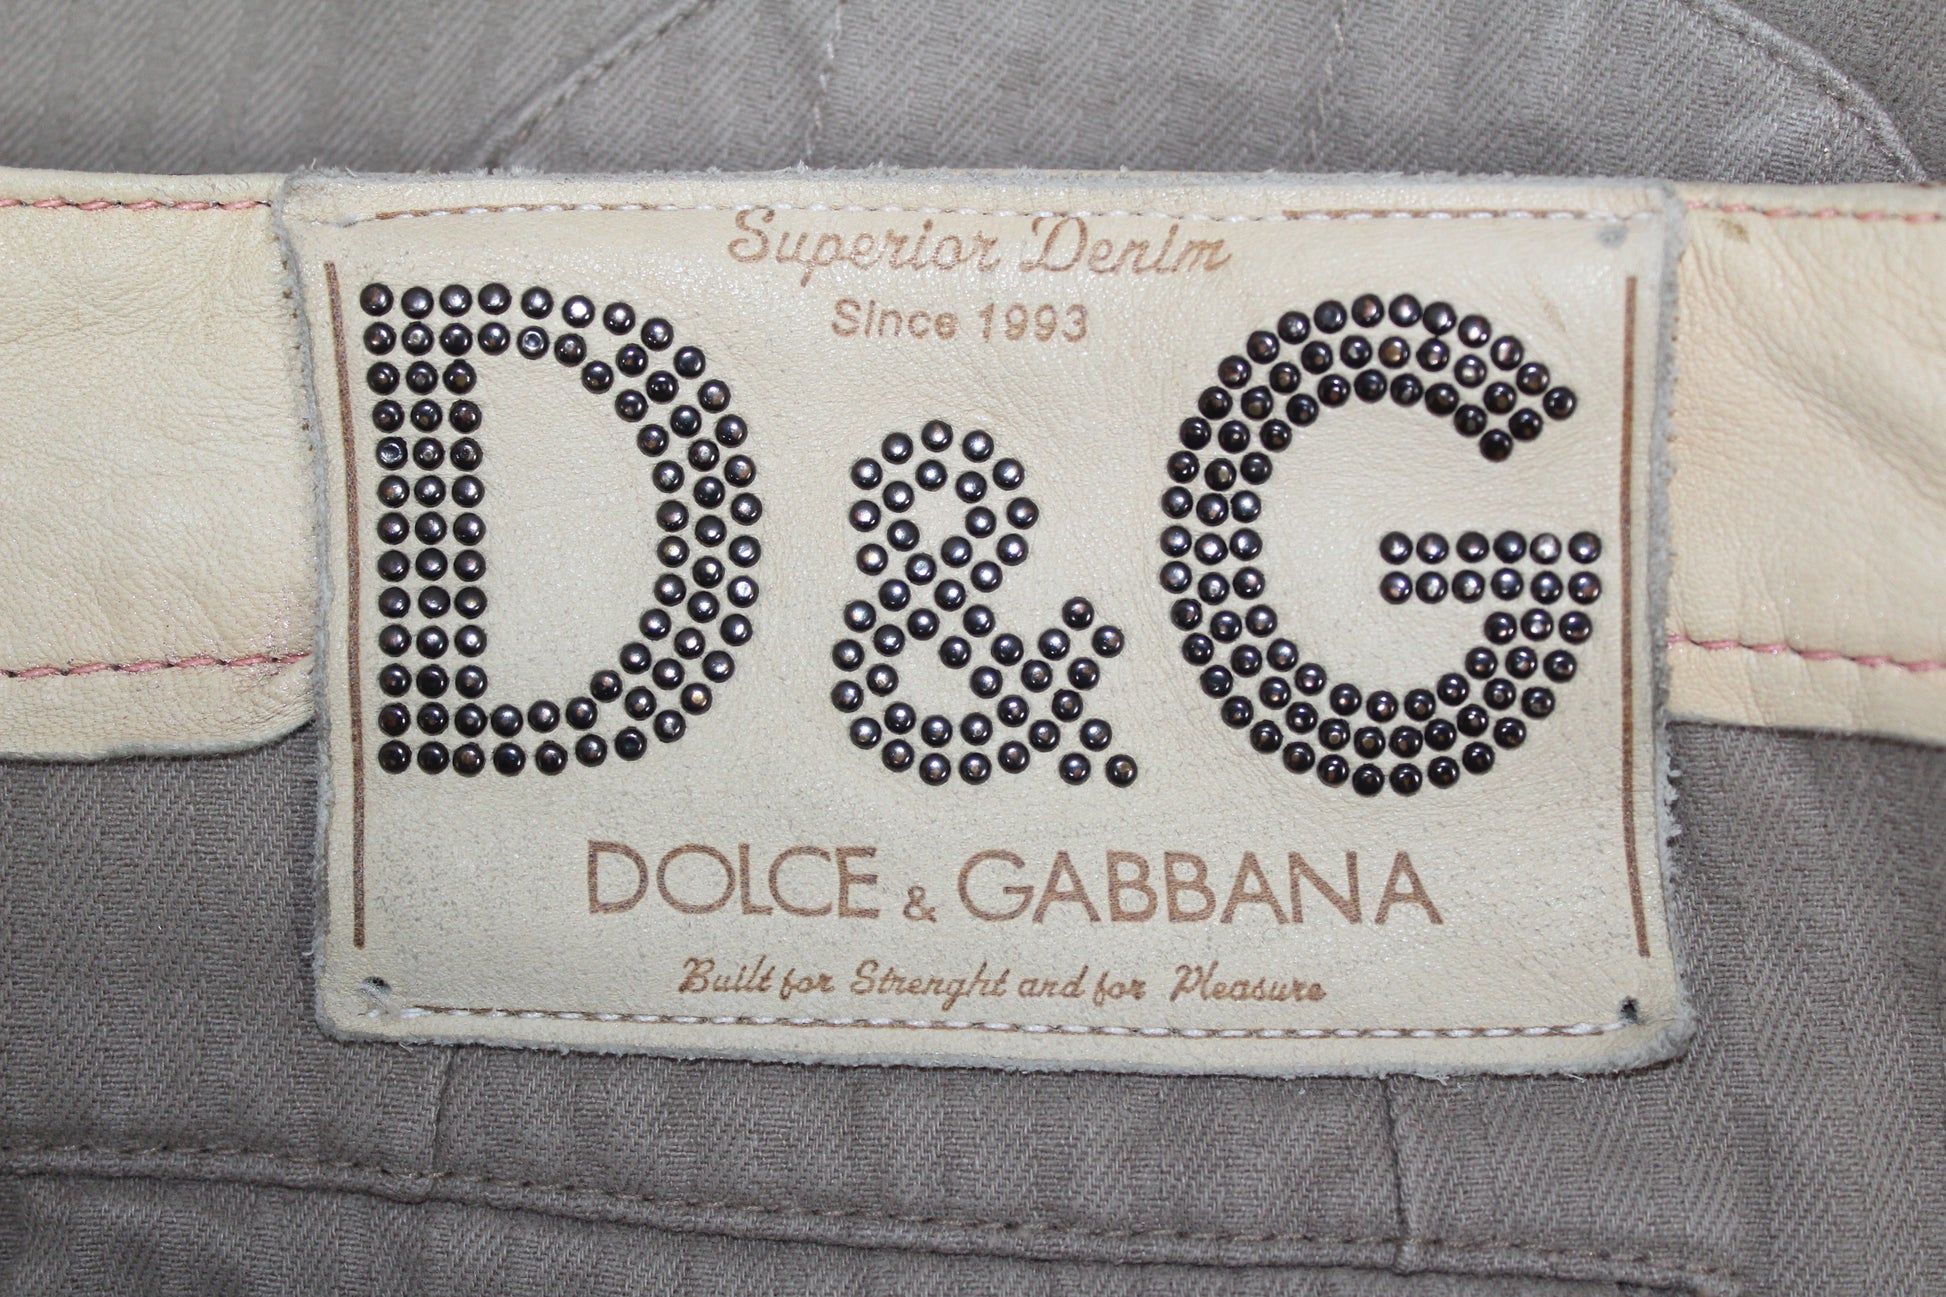 Superior Denim
Since 1993
D&G
DOLCE & GABBANA
Built for Strenght and for Pleasure